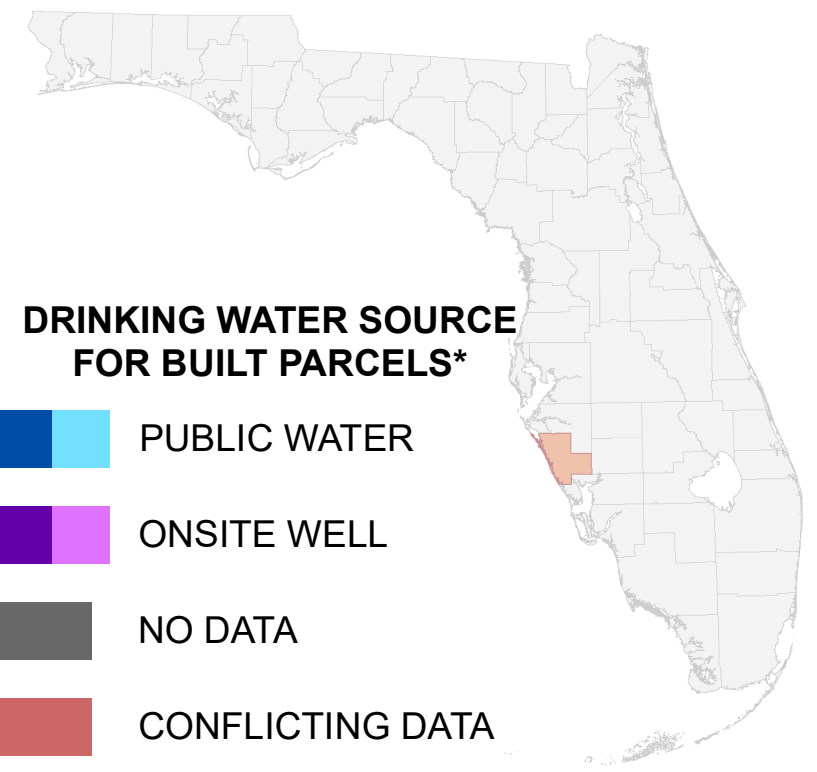 DRINKING WATER SOURCE
FOR BUILT PARCELS*
PUBLIC WATER
ONSITE WELL
NO DATA
CONFLICTING DATA